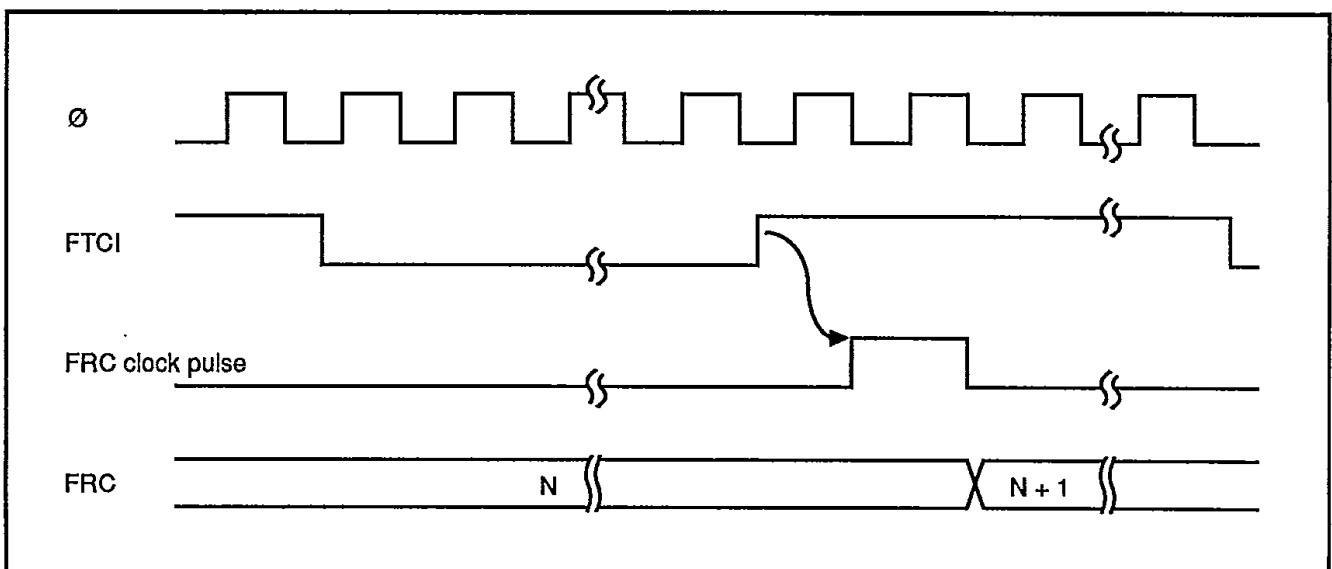 Ø
FTCI
FRC clock pulse
FRC
N
N + 1